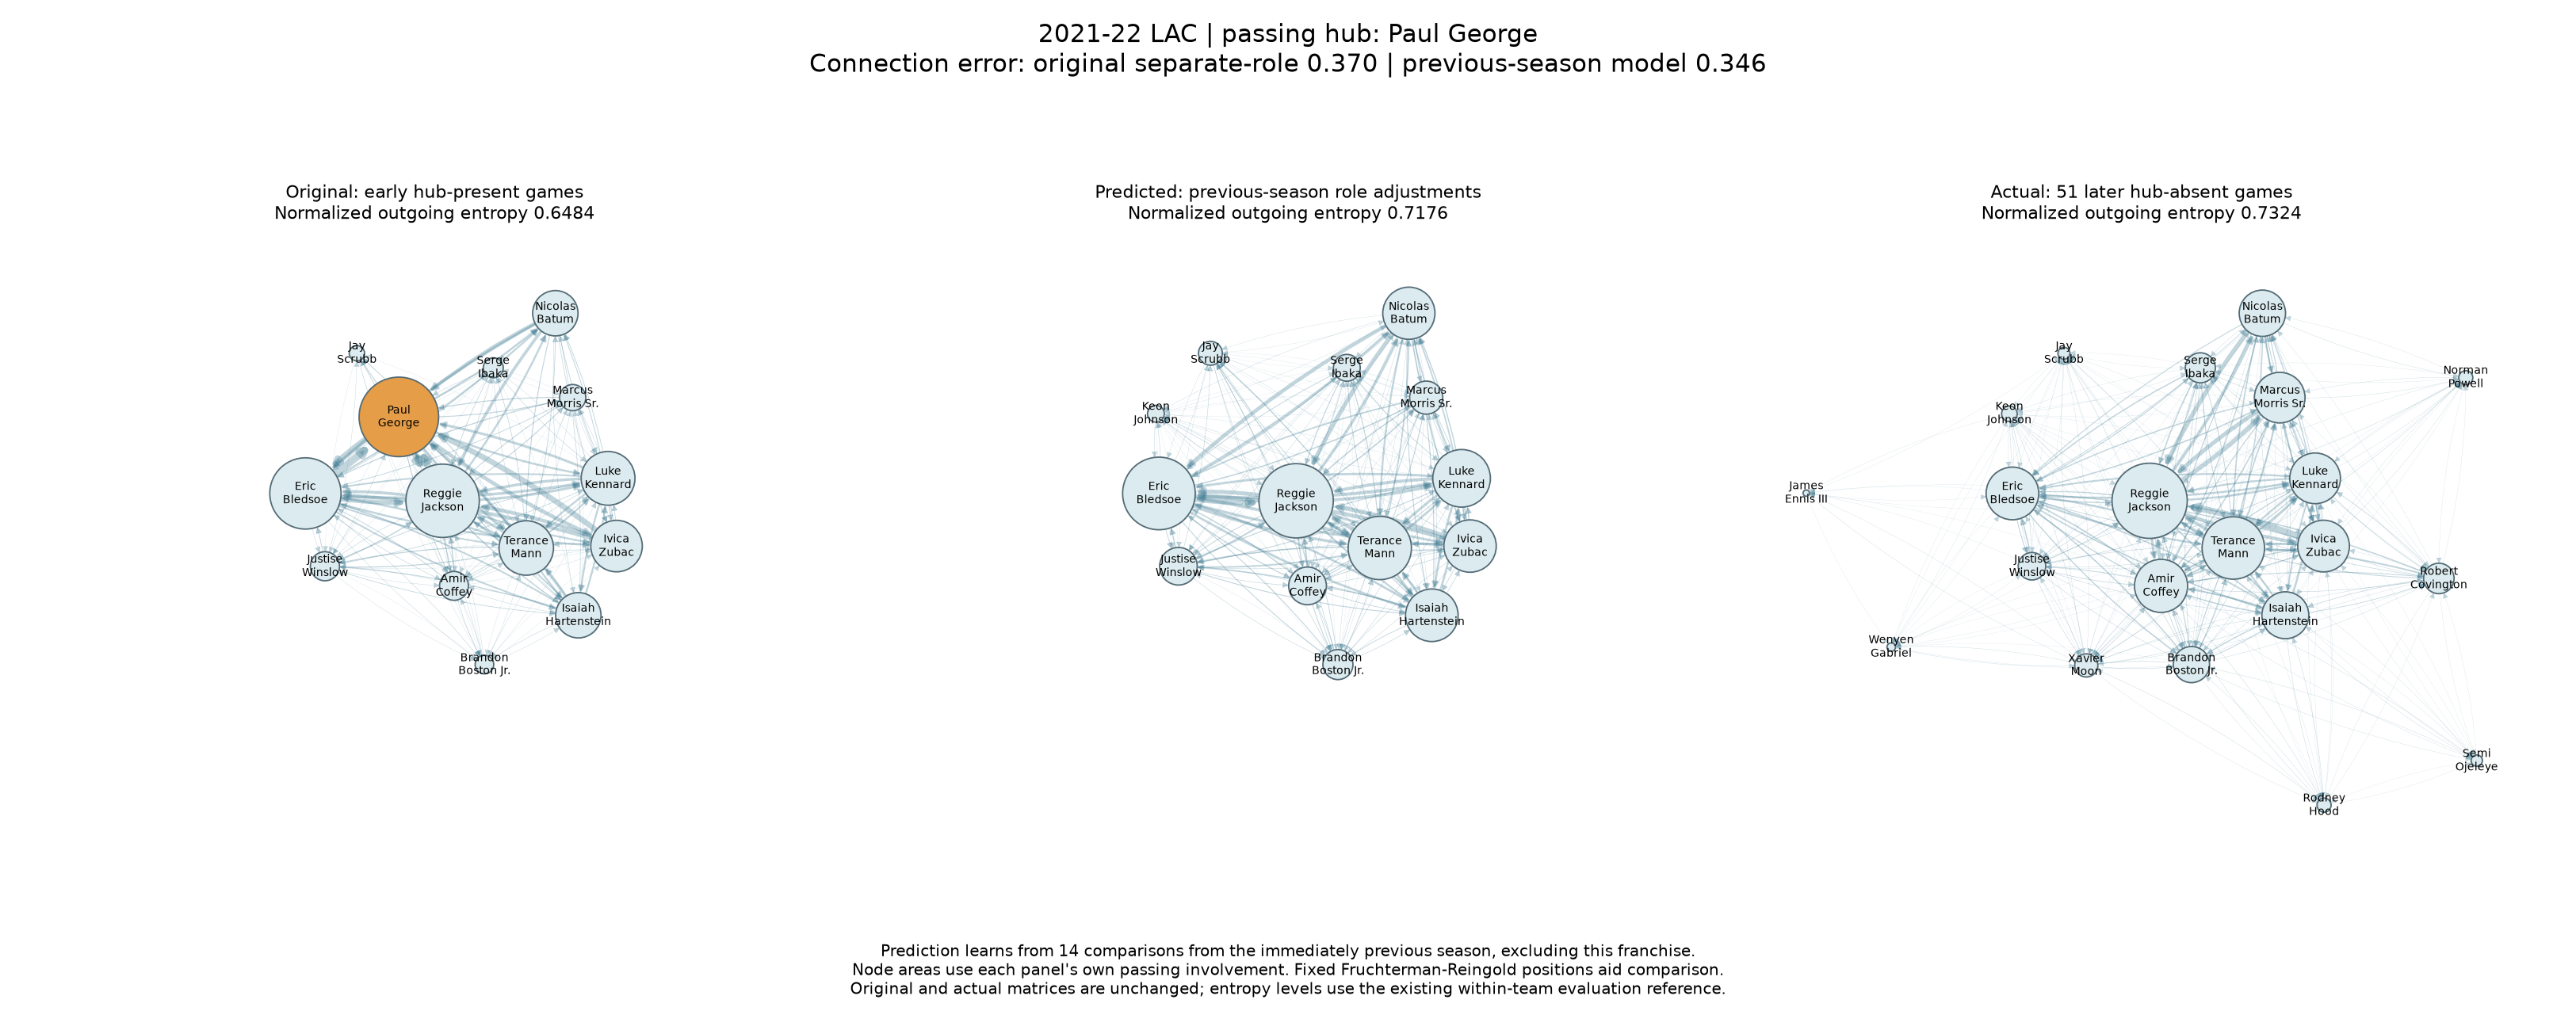 2021-22 LAC | passing hub: Paul George
Connection error: original separate-role 0.370 | previous-season model 0.346
Original: early hub-present games
Normalized outgoing entropy 0.6484
Nicolas
Batum
Jay
Scrubb
Serge
Ibaka
Marcus
Morris Sr.
Paul
George
Luke
Kennard
Eric
Bledsoe
Reggie
Jackson
Terance
Mann
Ivica
Zubac
Justise
Winslow
Amir
Coffey
Isaiah
Hartenstein
Brandon
Boston Jr.
Predicted: previous-season role adjustments
Normalized outgoing entropy 0.7176
Nicolas
Batum
Jay
Scrubb
Serge
Ibaka
Marcus
Morris Sr.
Keon
Johnson
Luke
Kennard
Eric
Bledsoe
Reggie
Jackson
Terance
Mann
Ivica
Zubac
Justise
Winslow
Amir
Coffey
Isaiah
Hartenstein
Brandon
Boston Jr.
Actual: 51 later hub-absent games
Normalized outgoing entropy 0.7324
Nicolas
Batum
Jay
Scrubb
Serge
Ibaka
Norman
Powell
Marcus
Morris Sr.
Keon
Johnson
Luke
Kennard
James
Ennis III
Eric
Bledsoe
Reggie
Jackson
Terance
Mann
Ivica
Zubac
Justise
Winslow
Robert
Covington
Amir
Coffey
Isaiah
Hartenstein
Wenyen
Gabriel
Xavier
Moon
Brandon
Boston Jr.
Semi
Ojeleye
Rodney
Hood
Prediction learns from 14 comparisons from the immediately previous season, excluding this franchise.
Node areas use each panel's own passing involvement. Fixed Fruchterman-Reingold positions aid comparison.
Original and actual matrices are unchanged; entropy levels use the existing within-team evaluation reference.